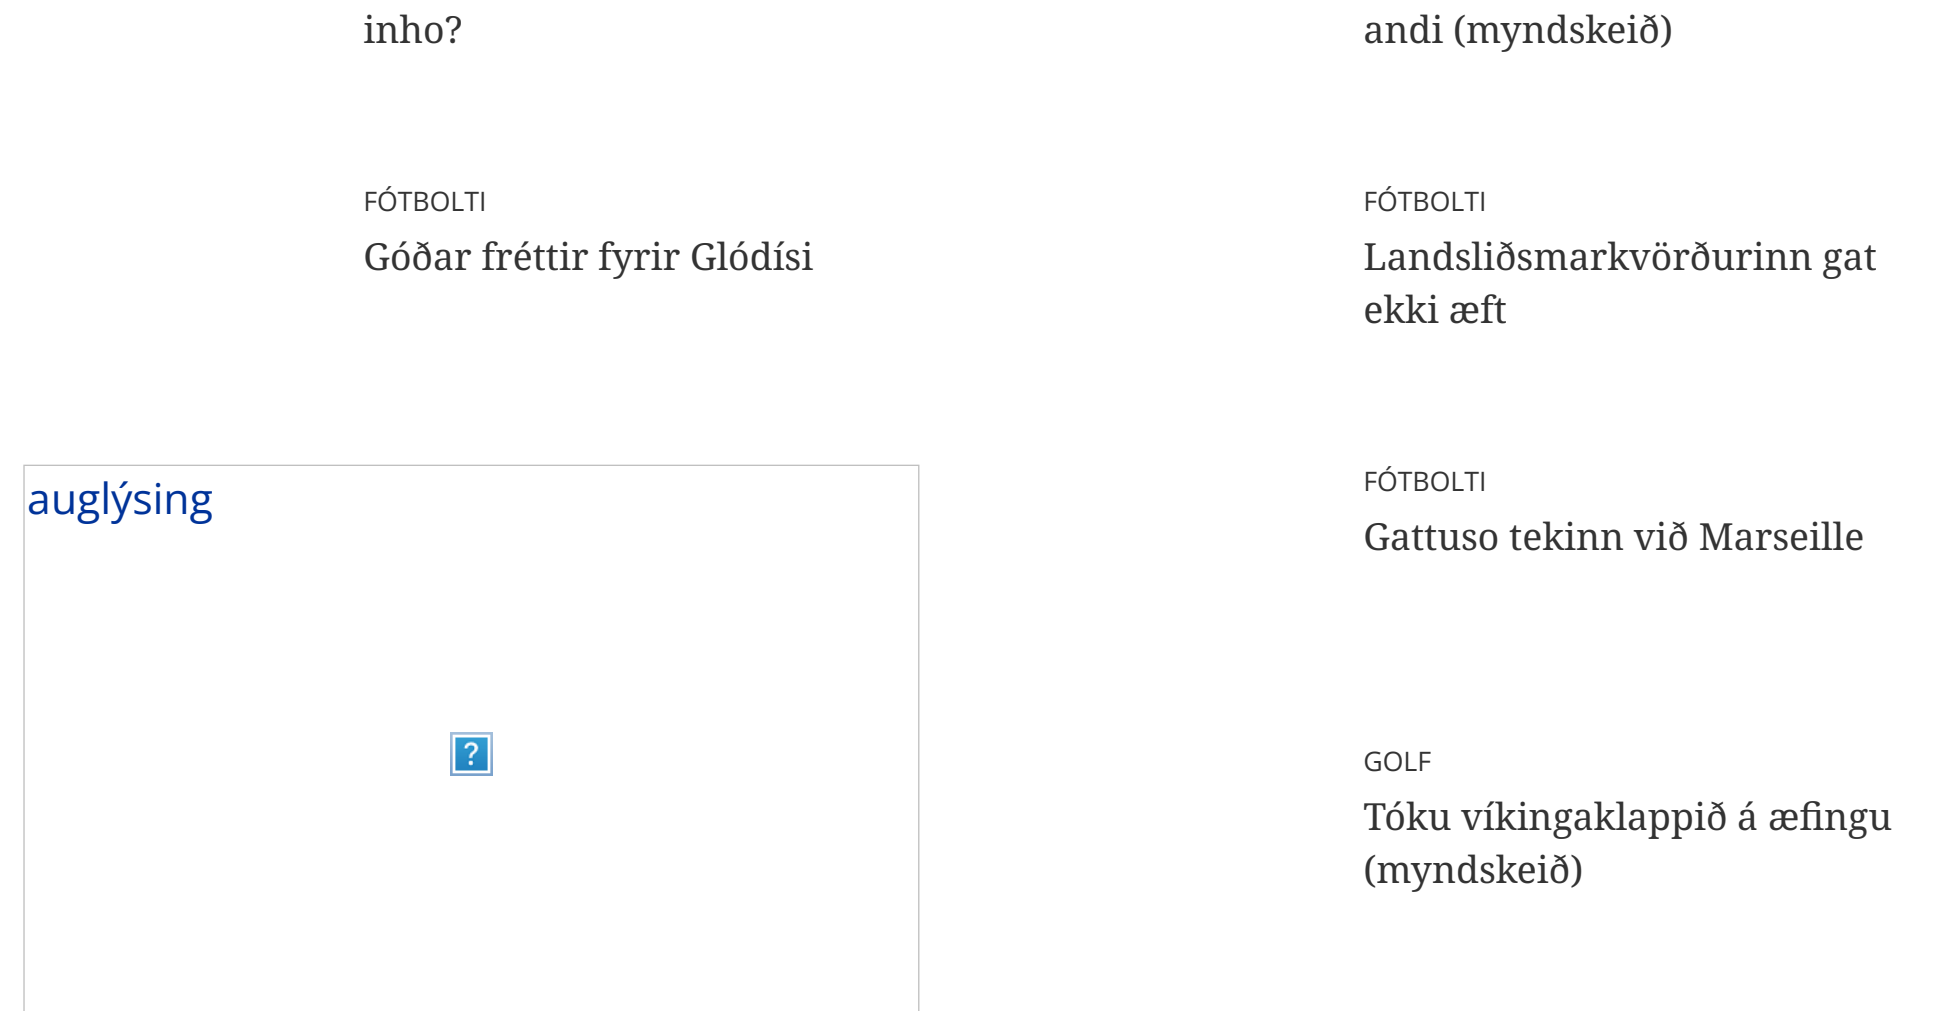 inho?
FÓTBOLTI
Góðar fréttir fyrir Glódísi
auglýsing
andi (myndskeið)
FÓTBOLTI
Landsliðsmarkvörðurinn gat
ekki æft
FÓTBOLTI
Gattuso tekinn við Marseille
GOLF
Tóku víkingaklappið á æfingu
(myndskeið)